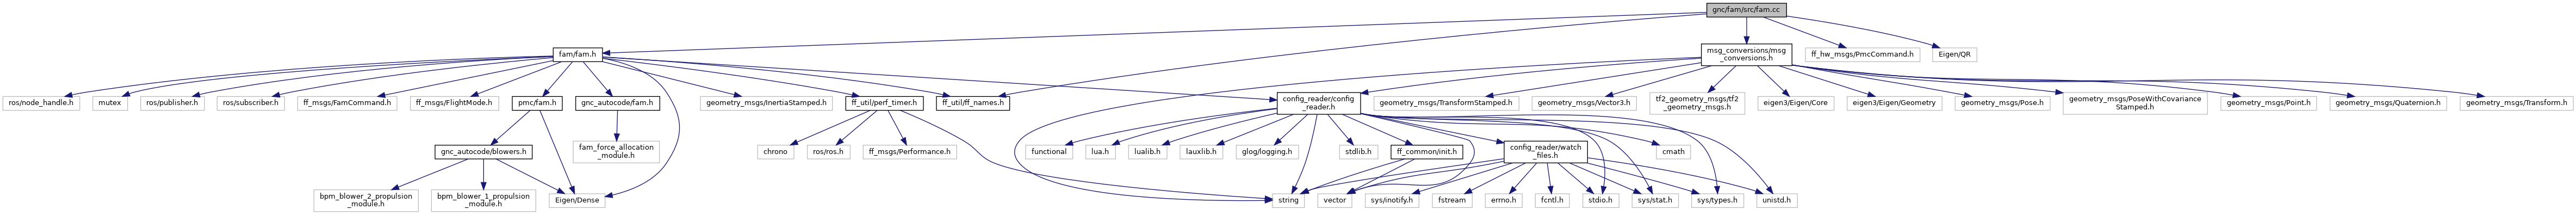 gnc/fam/src/fam.cc
fam/fam.h
msg_conversions/msg
_conversions.h
ff_hw_msgs/PmcCommand.h
Eigen/QR
ros/node_handle.h
mutex
ros/publisher.h
ros/subscriber.h
ff_msgs/FamCommand.h
ff_msgs/FlightMode.h
pmc/fam.h
gnc_autocode/fam.h
geometry_msgs/InertiaStamped.h
ff_util/perf_timer.h
ff_util/ff_names.h
config_reader/config
_reader.h
geometry_msgs/TransformStamped.h
geometry_msgs/Vector3.h
tf2_geometry_msgs/tf2
_geometry_msgs.h
eigen3/Eigen/Core
eigen3/Eigen/Geometry
geometry_msgs/Pose.h
geometry_msgs/PoseWithCovariance
Stamped.h
geometry_msgs/Point.h
geometry_msgs/Quaternion.h
geometry_msgs/Transform.h
gnc_autocode/blowers.h
fam_force_allocation
_module.h
chrono
ros/ros.h
ff_msgs/Performance.h
functional
lua.h
lualib.h
lauxlib.h
glog/logging.h
stdlib.h
ff_common/init.h
config_reader/watch
_files.h
cmath
bpm_blower_2_propulsion
_module.h
bpm_blower_1_propulsion
_module.h
Eigen/Dense
string
vector
sys/inotify.h
fstream
errno.h
fcntl.h
stdio.h
sys/stat.h
sys/types.h
unistd.h